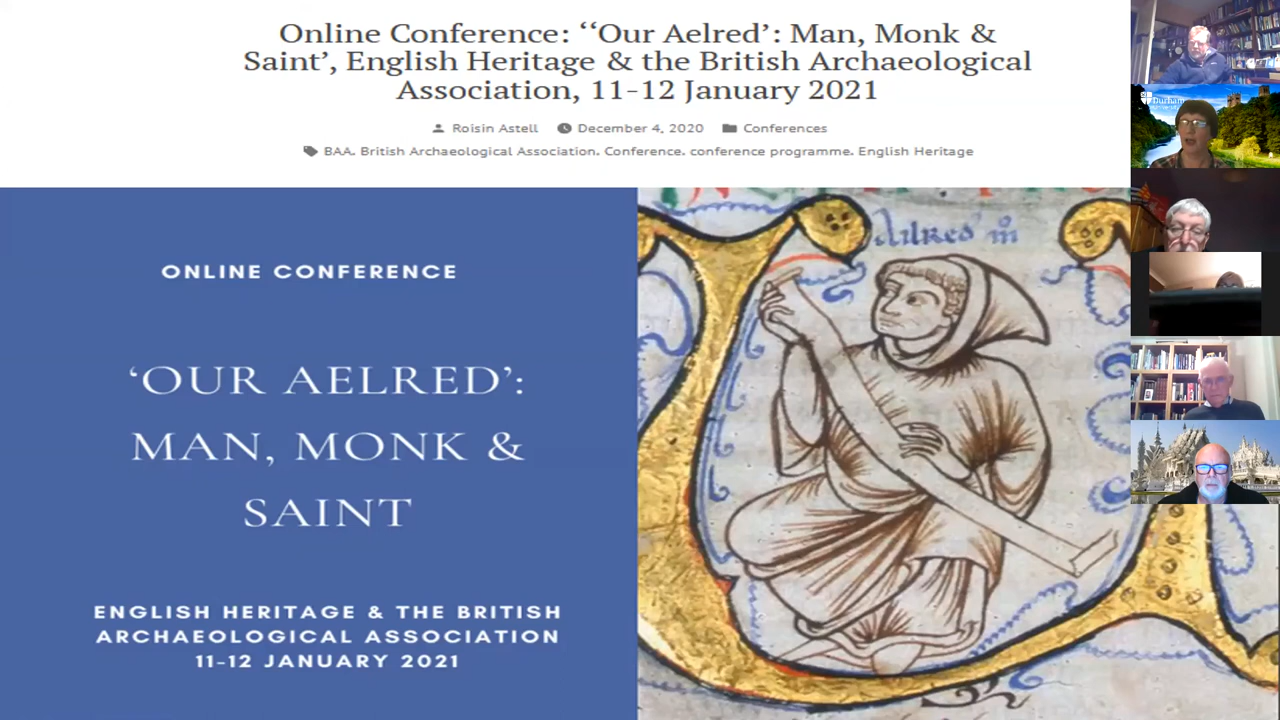 Online Conference: ‘‘Our Aelred’: Man, Monk &
Saint’, English Heritage & the British Archaeological
Association, 11-12 January 2021
Roisin Astell December 4, 2020 Conferences
BAA, British Archaeological Association, Conference, conference programme, English Heritage
ONLINE CONFERENCE
‘OUR AELRED’:
MAN, MONK &
SAINT
ENGLISH HERITAGE & THE BRITISH
ARCHAEOLOGICAL ASSOCIATION
11-12 JANUARY 2021
Durham